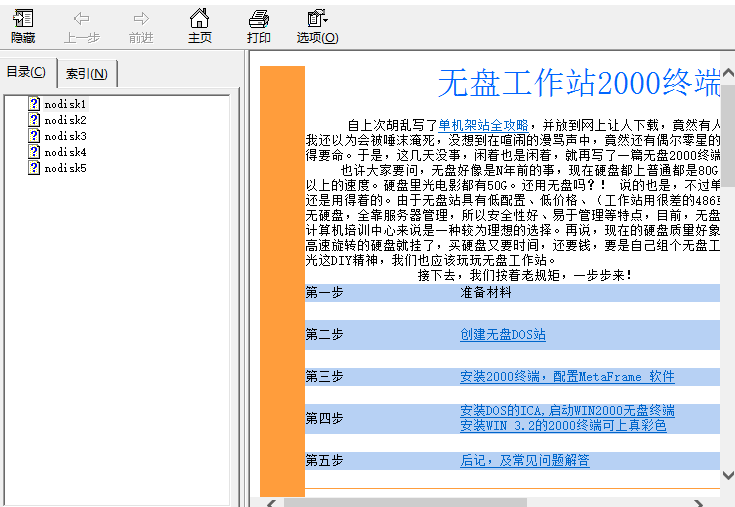 隐藏 上一步 前进 主页 打印 选项(O)
目录(C) 索引(N)
nodisk1
nodisk2
nodisk3
nodisk4
nodisk5
无盘工作站2000终端
自上次胡乱写了单机架站全攻略，并放到网上让人下载，竟然有人
我还以为会被唾沫淹死，没想到在喧闹的漫骂声中，竟然还有偶尔零星的
得要命。于是，这几天没事，闲着也是闲着，就再写了一篇无盘2000终端
也许大家要问，无盘好像是N年前的事，现在硬盘都上普通都是80G
以上的速度。硬盘里光电影都有50G。还用无盘吗？！ 说的也是，不过单
还是用得着的。由于无盘站具有低配置、低价格、（工作站用很差的486或
无硬盘，全靠服务器管理，所以安全性好、易于管理等特点，目前，无盘
计算机培训中心来说是一种较为理想的选择。再说，现在的硬盘质量好象
高速旋转的硬盘就挂了，买硬盘又要时间，还要钱，要是自己组个无盘工
光这DIY精神，我们也应该玩玩无盘工作站。
接下去，我们按着老规矩，一步步来！
第一步 准备材料
第二步 创建无盘DOS站
第三步 安装2000终端，配置MetaFrame 软件
第四步 安装DOS的ICA,启动WIN2000无盘终端
安装WIN 3.2的2000终端可上真彩色
第五步 后记，及常见问题解答